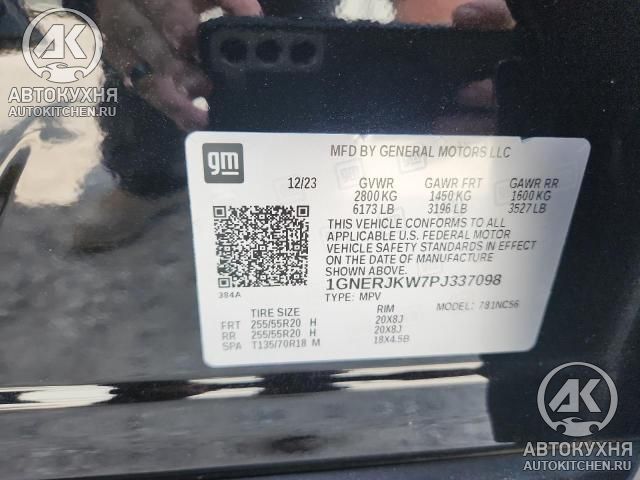 AK
АВТОКУХНЯ
AUTOKITCHEN.RU
gm
MFD BY GENERAL MOTORS LLC
12/23 GVWR GAWR FRT GAWR RR
2800 KG 1450 KG 1600 KG
6173 LB 3196 LB 3527 LB
THIS VEHICLE CONFORMS TO ALL
APPLICABLE U.S. FEDERAL MOTOR
VEHICLE SAFETY STANDARDS IN EFFECT
ON THE DATE OF MANUFACTURE
SHOWN ABOVE.
1GNERJKW7PJ337098
384A
TYPE: MPV MODEL: 781NC56
TIRE SIZE RIM
FRT 255/55R20 H 20X8J
RR 255/55R20 H 20X8J
SPA T135/70R18 M 18X4.5B
AK
АВТОКУХНЯ
AUTOKITCHEN.RU